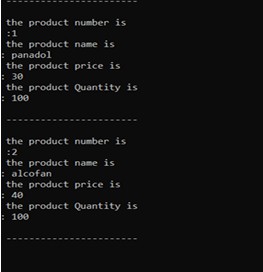 -----------------------
the product number is
:1
the product name is
: panadol
the product price is
: 30
the product Quantity is
: 100
-----------------------
the product number is
:2
the product name is
: alcofan
the product price is
: 40
the product Quantity is
: 100
-----------------------